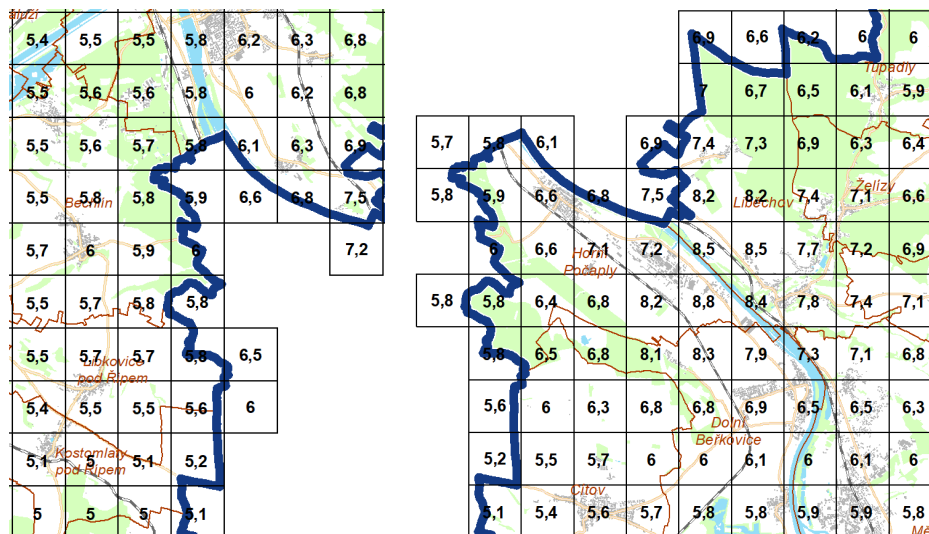 aluží
5,4 5,5 5,5 5,8 6,2 6,3 6,8
5,5 5,6 5,6 5,8 6 6,2 6,8
5,5 5,6 5,7 5,8 6,1 6,3 6,9
5,5 5,8 5,8 5,9 6,6 6,8 7,5
Bechlín
5,7 6 5,9 6 7,2
5,5 5,7 5,8 5,8
5,5 5,7 5,7 5,8 6,5
Libkovice
pod Řípem
5,4 5,5 5,5 5,6 6
Kostomlaty
pod Řípem
5,1 5 5,1 5,2
5 5 5 5,1
6,9 6,6 6,2 6 6
Tupadly
7 6,7 6,5 6,1 5,9
5,7 5,8 6,1 6,9 7,4 7,3 6,9 6,3 6,4
Želízy
5,8 5,9 6,6 6,8 7,5 8,2 8,2 7,4 7,1 6,6
Liběchov
6 6,6 7,1 7,2 8,5 8,5 7,7 7,2 6,9
Horní
Počaply
5,8 5,8 6,4 6,8 8,2 8,8 8,4 7,8 7,4 7,1
5,8 6,5 6,8 8,1 8,3 7,9 7,3 7,1 6,8
5,6 6 6,3 6,8 6,8 6,9 6,5 6,5 6,3
Dolní
Beřkovice
5,2 5,5 5,7 6 6 6,1 6 6,1 6
Cítov
5,1 5,4 5,6 5,7 5,8 5,8 5,9 5,9 5,8
Mě